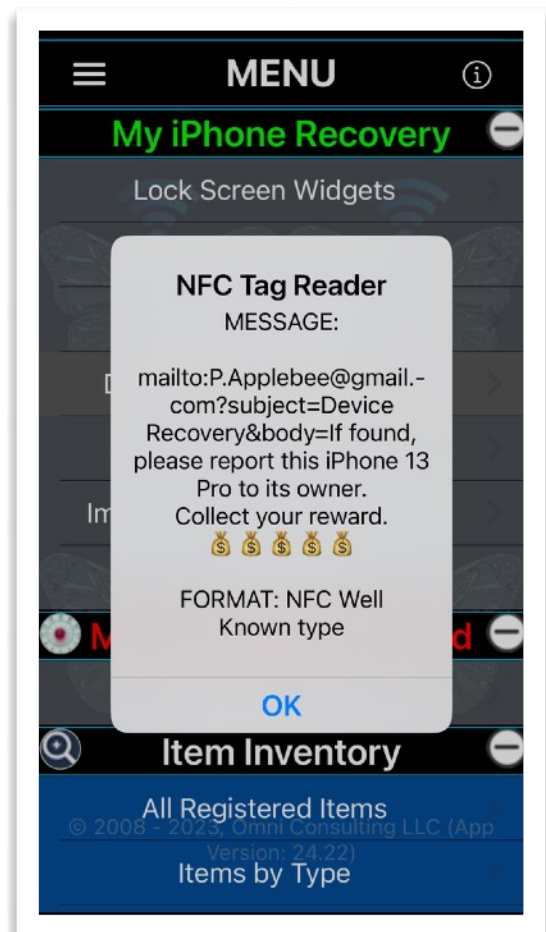 MENU
My iPhone Recovery
Lock Screen Widgets
NFC Tag Reader
MESSAGE:
mailto:P.Applebee@gmail.-
com?subject=Device
Recovery&body=If found,
please report this iPhone 13
Pro to its owner.
Collect your reward.
💰💰💰💰💰
Im
FORMAT: NFC Well
Known type
M
d
OK
Item Inventory
All Registered Items
© 2008 - 2023, Omni Consulting LLC (App
Version: 24.22)
Items by Type